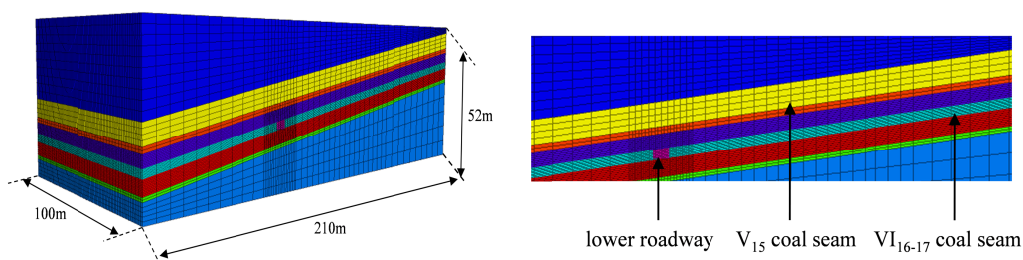 52m
100m
210m
lower roadway
V15 coal seam
VI16-17 coal seam